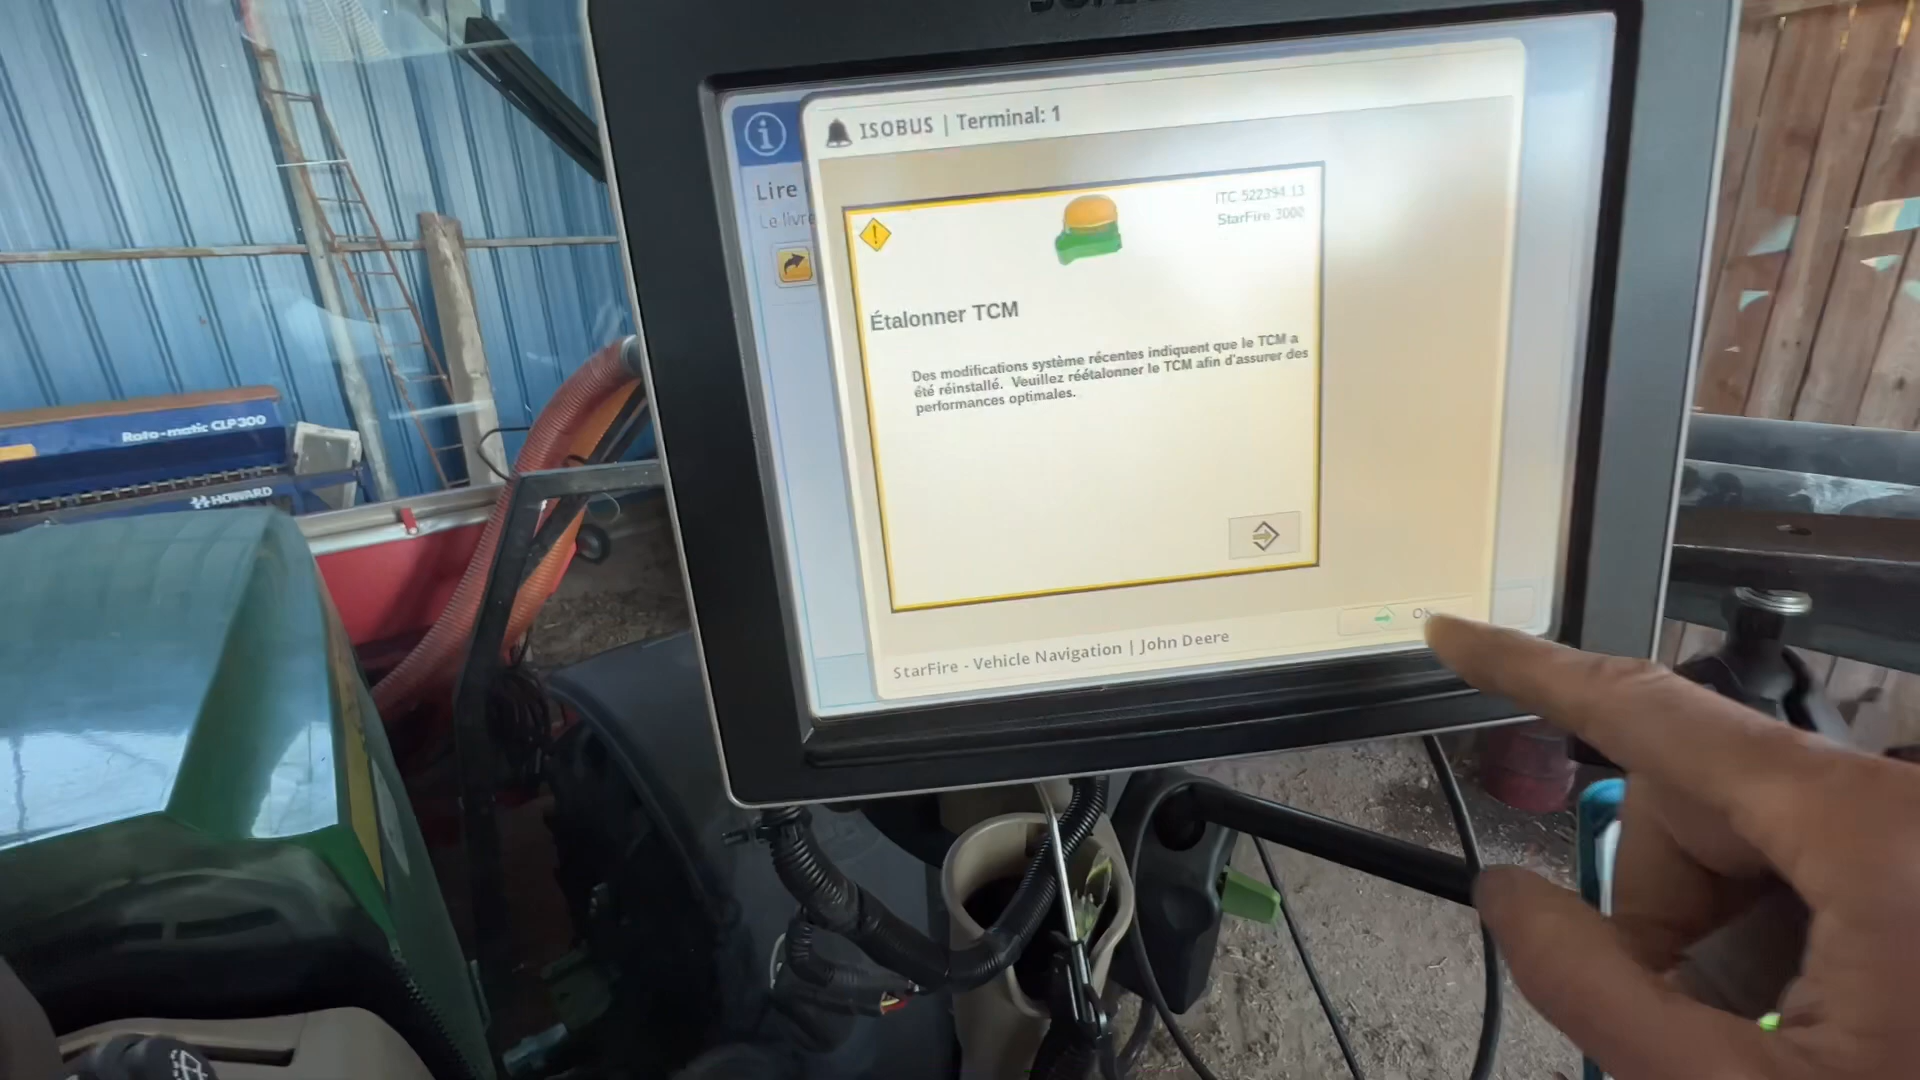 ISOBUS | Terminal: 1
Lire
Le livre
ITC 522394.13
StarFire 3000
Étalonner TCM
Des modifications système récentes indiquent que le TCM a
été réinstallé. Veuillez réétalonner le TCM afin d'assurer des
performances optimales.
StarFire - Vehicle Navigation | John Deere
Roto-matic CLP300
HOWARD